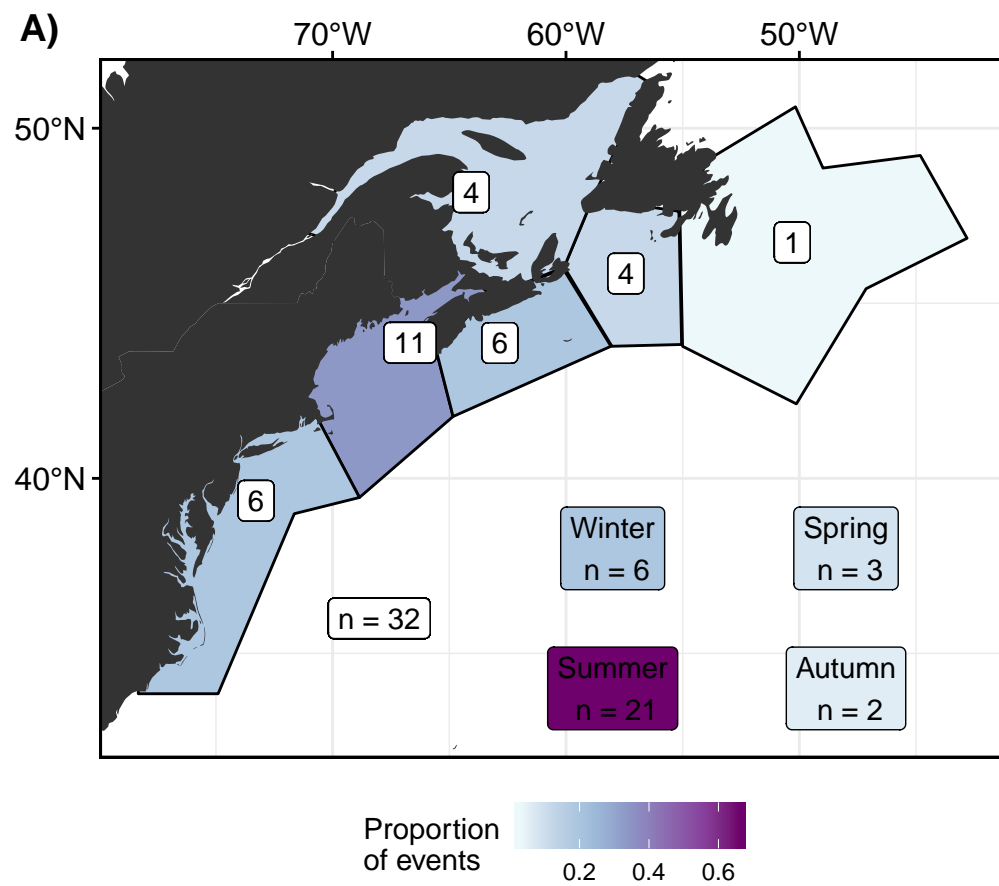 A)
70°W 60°W 50°W
50°N
40°N
4
1
4
11
6
6
n = 32
Winter
n = 6
Spring
n = 3
Summer
n = 21
Autumn
n = 2
Proportion
of events
0.2 0.4 0.6